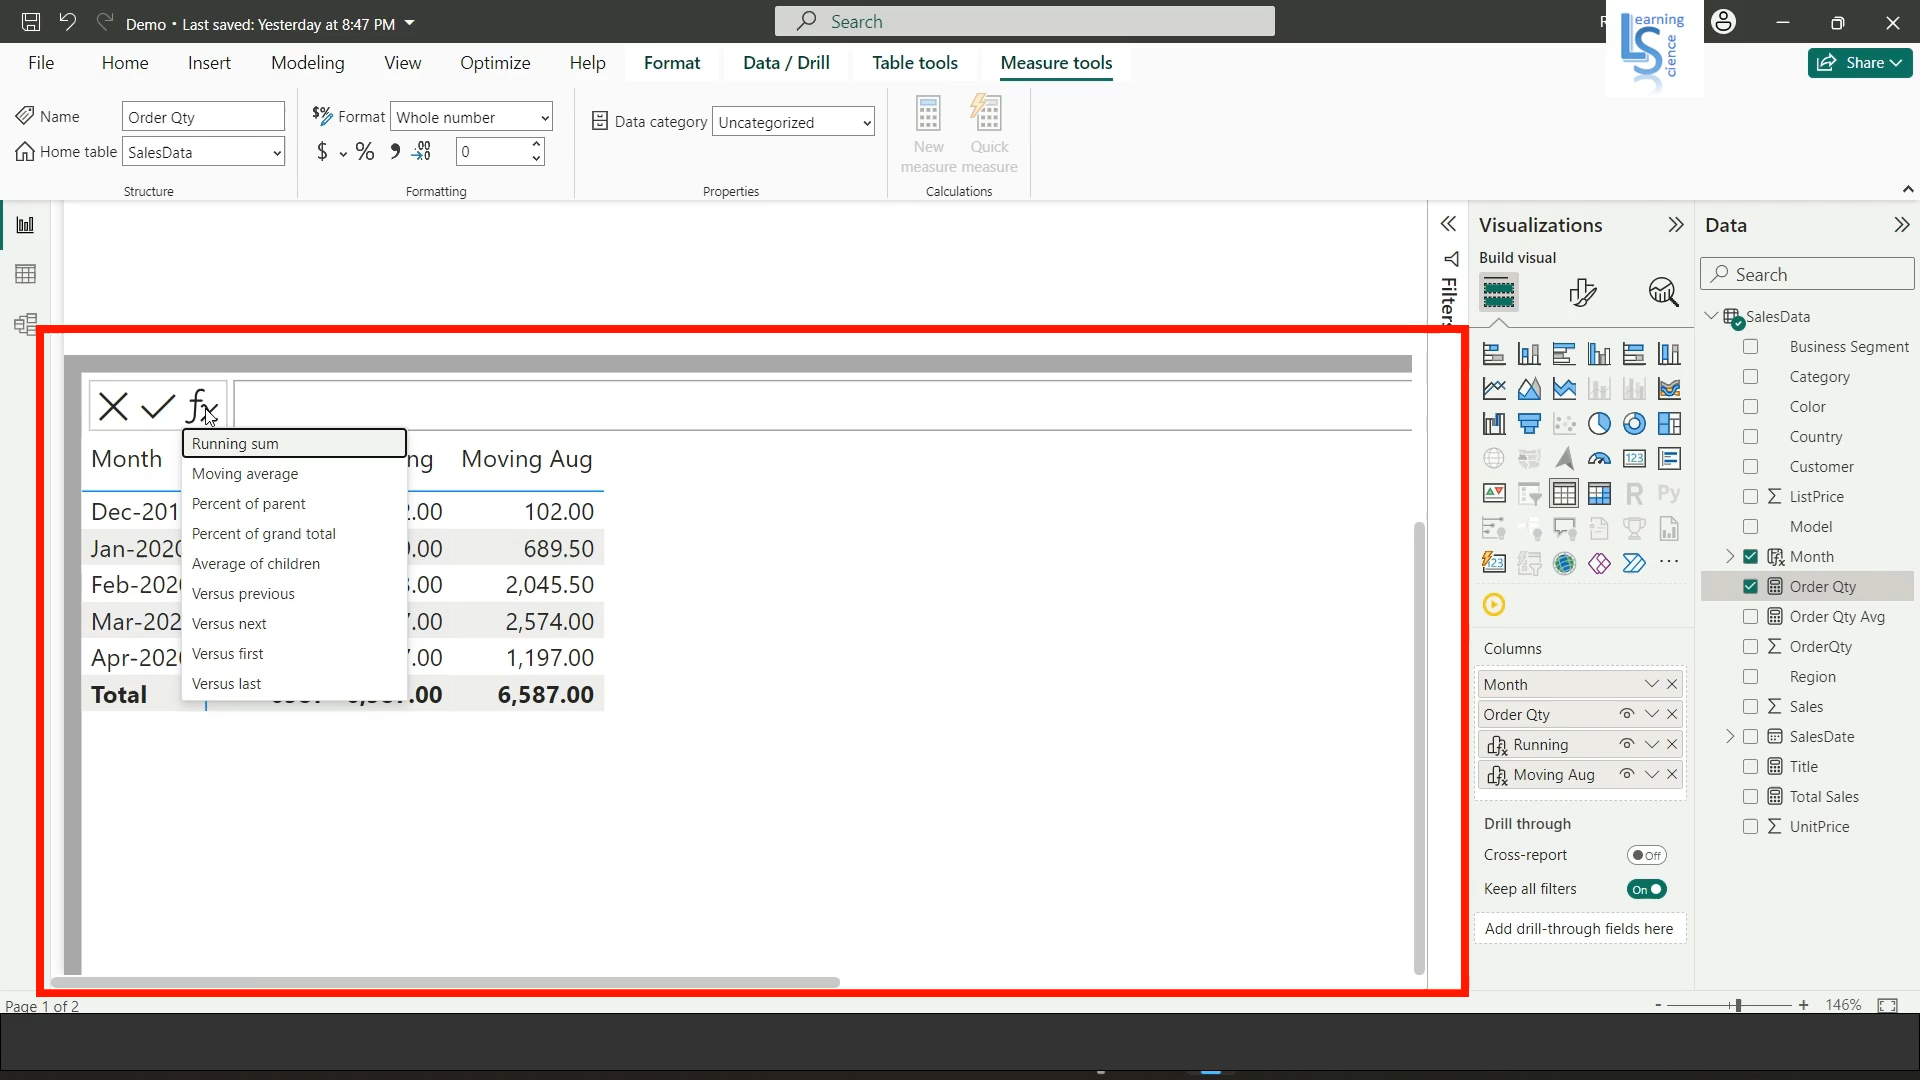 Demo • Last saved: Yesterday at 8:47 PM
Search
Learning Science
File Home Insert Modeling View Optimize Help Format Data / Drill Table tools Measure tools
Share
Name Order Qty
Home table SalesData
Structure
Format Whole number
$ % 9 .00 0
Formatting
Data category Uncategorized
Properties
New measure
Quick measure
Calculations
Filters
Month Moving Aug
Running sum
Moving average
Percent of parent
Percent of grand total
Average of children
Versus previous
Versus next
Versus first
Versus last
Dec-201 .00 102.00
Jan-2020 .00 689.50
Feb-202 .00 2,045.50
Mar-202 .00 2,574.00
Apr-202 .00 1,197.00
Total .00 6,587.00
Visualizations
Build visual
123
R Py
123
Columns
Month
Order Qty
Running
Moving Aug
Drill through
Cross-report Off
Keep all filters On
Add drill-through fields here
Data
Search
SalesData
Business Segment
Category
Color
Country
Customer
ListPrice
Model
Month
Order Qty
Order Qty Avg
OrderQty
Region
Sales
SalesDate
Title
Total Sales
UnitPrice
Page 1 of 2
- + 146%